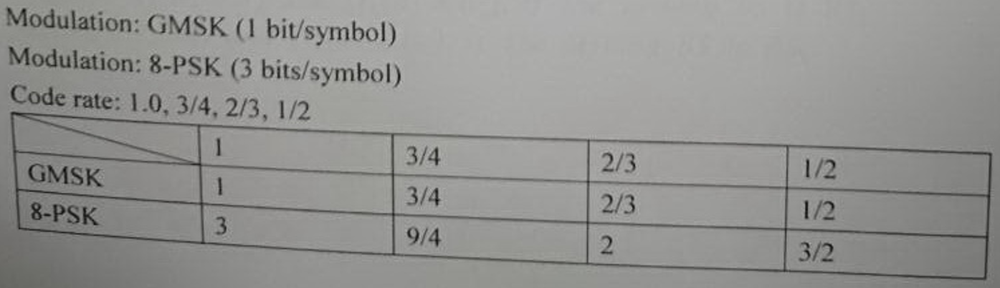 Modulation: GMSK (1 bit/symbol)
Modulation: 8-PSK (3 bits/symbol)
Code rate: 1.0, 3/4, 2/3, 1/2
1 3/4 2/3 1/2
GMSK 1 3/4 2/3 1/2
8-PSK 3 9/4 2 3/2